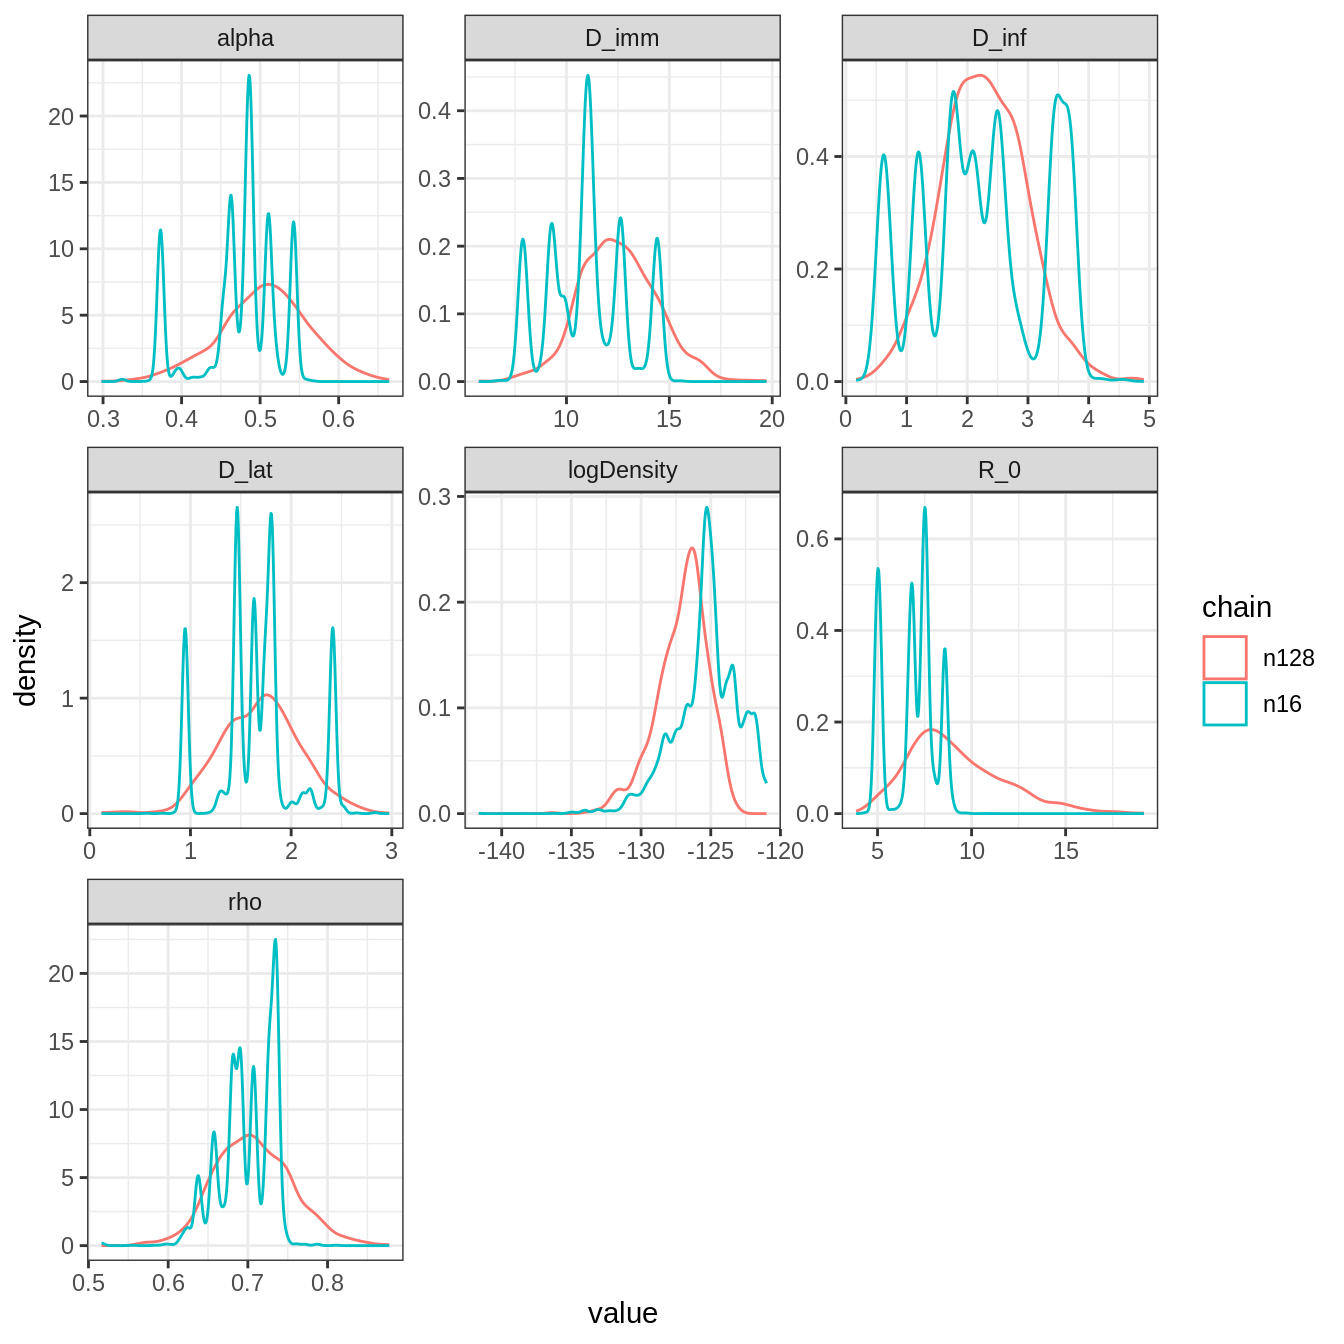 alpha D_imm D_inf
20 15 10 5 0
0.4 0.3 0.2 0.1 0.0
0.4 0.2 0.0
0.3 0.4 0.5 0.6
10 15 20
0 1 2 3 4 5
D_lat logDensity R_0
2 1 0
0.3 0.2 0.1 0.0
0.6 0.4 0.2 0.0
0 1 2 3
-140 -135 -130 -125 -120
5 10 15
rho
20 15 10 5 0
0.5 0.6 0.7 0.8
density
value
chain
n128
n16